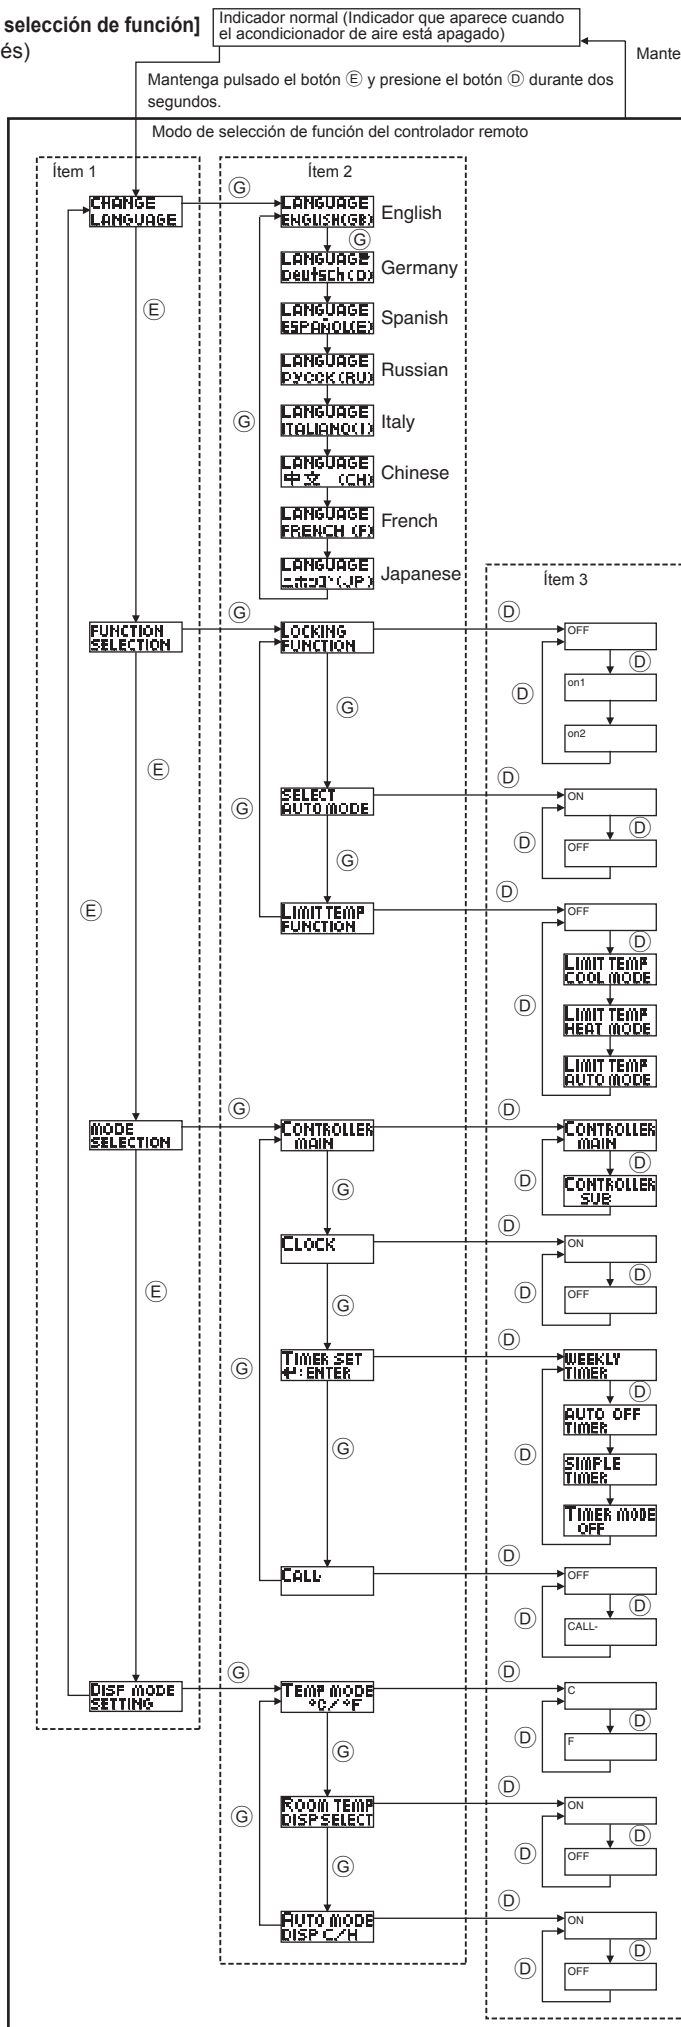 selección de función]
és)
Indicador normal (Indicador que aparece cuando
el acondicionador de aire está apagado)
Mante
Mantenga pulsado el botón Ⓔ y presione el botón Ⓓ durante dos
segundos.
Modo de selección de función del controlador remoto
Ítem 1
Ítem 2
CHANGE
LANGUAGE
Ⓖ
LANGUAGE
ENGLISH(GB)
English
Ⓖ
LANGUAGE
Deutsch(D)
Germany
Ⓔ
LANGUAGE
ESPAÑOL(E)
Spanish
LANGUAGE
РУССК(RU)
Russian
Ⓖ
LANGUAGE
ITALIANO(I)
Italy
LANGUAGE
中文 (CH)
Chinese
LANGUAGE
FRENCH (F)
French
LANGUAGE
(JP)
Japanese
Ítem 3
FUNCTION
SELECTION
Ⓖ
LOCKING
FUNCTION
Ⓓ
OFF
Ⓓ
Ⓓ
on1
Ⓖ
on2
Ⓔ
Ⓖ
SELECT
AUTO MODE
Ⓓ
ON
Ⓓ
Ⓓ
OFF
Ⓖ
Ⓔ
LIMIT TEMP
FUNCTION
Ⓓ
OFF
Ⓓ
LIMIT TEMP
COOL MODE
Ⓓ
LIMIT TEMP
HEAT MODE
LIMIT TEMP
AUTO MODE
MODE
SELECTION
Ⓖ
CONTROLLER
MAIN
Ⓓ
CONTROLLER
MAIN
Ⓓ
Ⓓ
CONTROLLER
SUB
Ⓖ
CLOCK
Ⓓ
ON
Ⓓ
Ⓔ
Ⓓ
OFF
Ⓖ
Ⓖ
TIMER SET
↵:ENTER
Ⓓ
WEEKLY
TIMER
Ⓓ
AUTO OFF
TIMER
Ⓖ
Ⓓ
SIMPLE
TIMER
TIMER MODE
OFF
CALL
Ⓓ
OFF
Ⓓ
Ⓓ
CALL-
DISP MODE
SETTING
Ⓖ
TEMP MODE
°C/°F
Ⓓ
C
Ⓓ
Ⓓ
F
Ⓖ
Ⓖ
ROOM TEMP
DISP SELECT
Ⓓ
ON
Ⓓ
Ⓓ
OFF
Ⓖ
AUTO MODE
DISP C/H
Ⓓ
ON
Ⓓ
Ⓓ
OFF